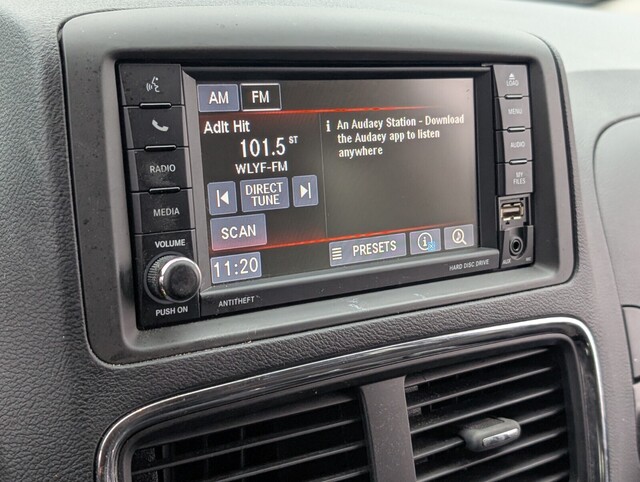 LOAD
AM FM
MENU
Adlt Hit
i An Audacy Station - Download
the Audacy app to listen
anywhere
101.5 ST
WLYF-FM
AUDIO
RADIO
DIRECT
TUNE
MY
FILES
MEDIA
SCAN
VOLUME
PRESETS
i
11:20
AUX
HARD DISC DRIVE
ANTITHEFT
PUSH ON